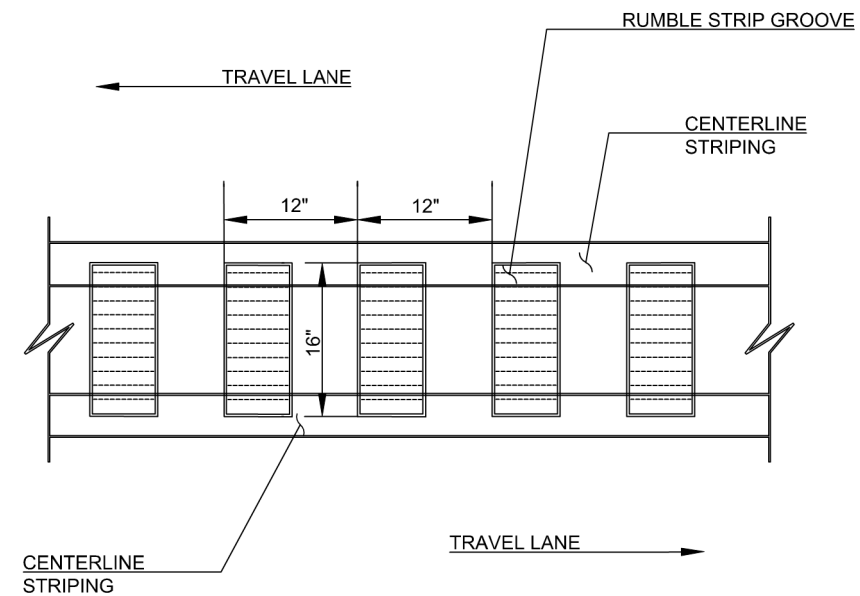 RUMBLE STRIP GROOVE
TRAVEL LANE
CENTERLINE
STRIPING
12"
12"
16"
TRAVEL LANE
CENTERLINE
STRIPING